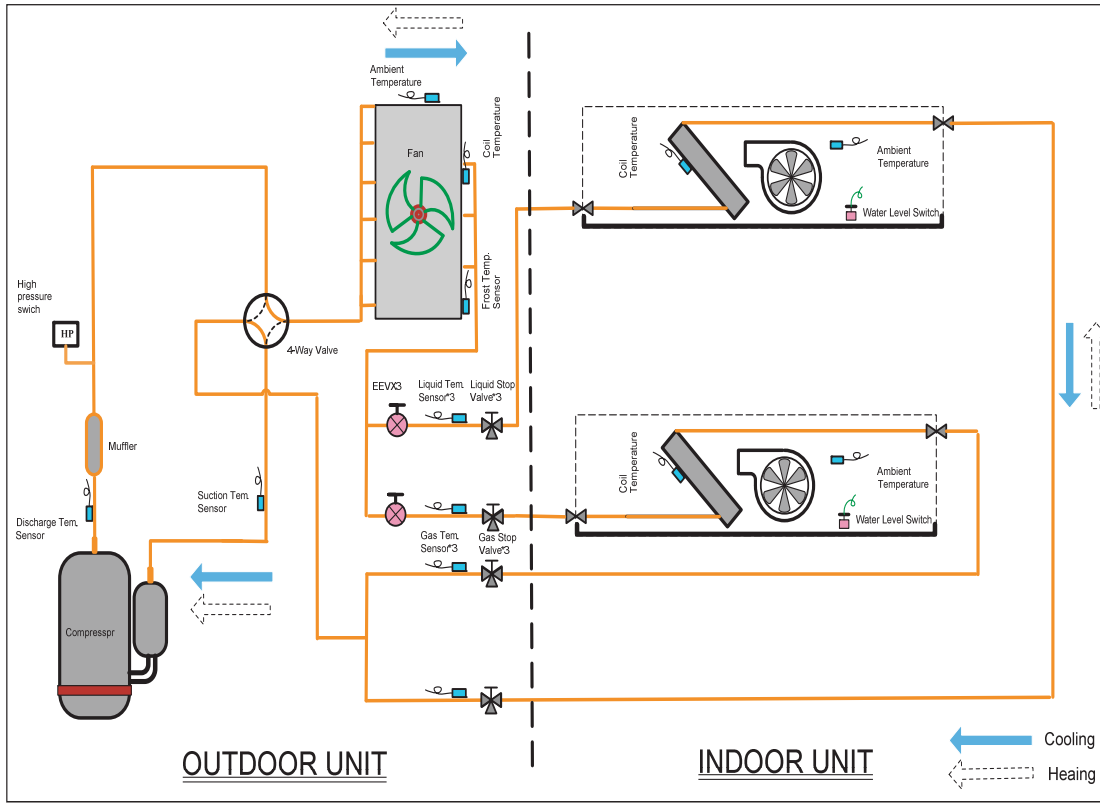 Ambient
Temperature
Coil
Temperature
Fan
Frost Temp.
Sensor
High
pressure
swich
HP
4-Way Valve
Muffler
Discharge Tem.
Sensor
Suction Tem.
Sensor
Compresspr
EEVX3
Liquid Tem.
Sensor*3
Liquid Stop
Valve*3
Gas Tem.
Sensor*3
Gas Stop
Valve*3
Coil
Temperature
Ambient
Temperature
Water Level Switch
Coil
Temperature
Ambient
Temperature
Water Level Switch
OUTDOOR UNIT
INDOOR UNIT
Cooling
Heaing